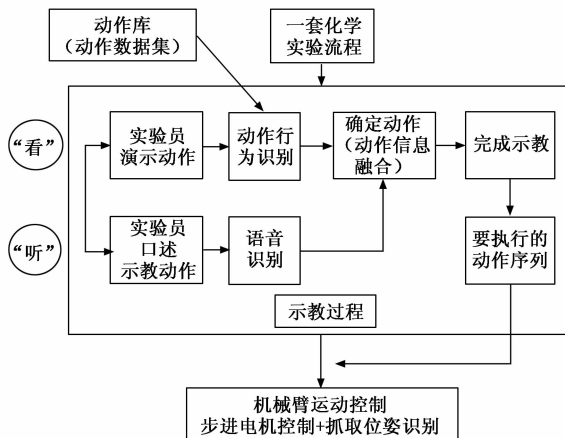 动作库
（动作数据集）
一套化学
实验流程
“看”
实验员
演示动作
动作行
为识别
确定动作
（动作信息
融合）
完成示教
“听”
实验员
口述
示教动作
语音
识别
要执行的
动作序列
示教过程
机械臂运动控制
步进电机控制+抓取位姿识别